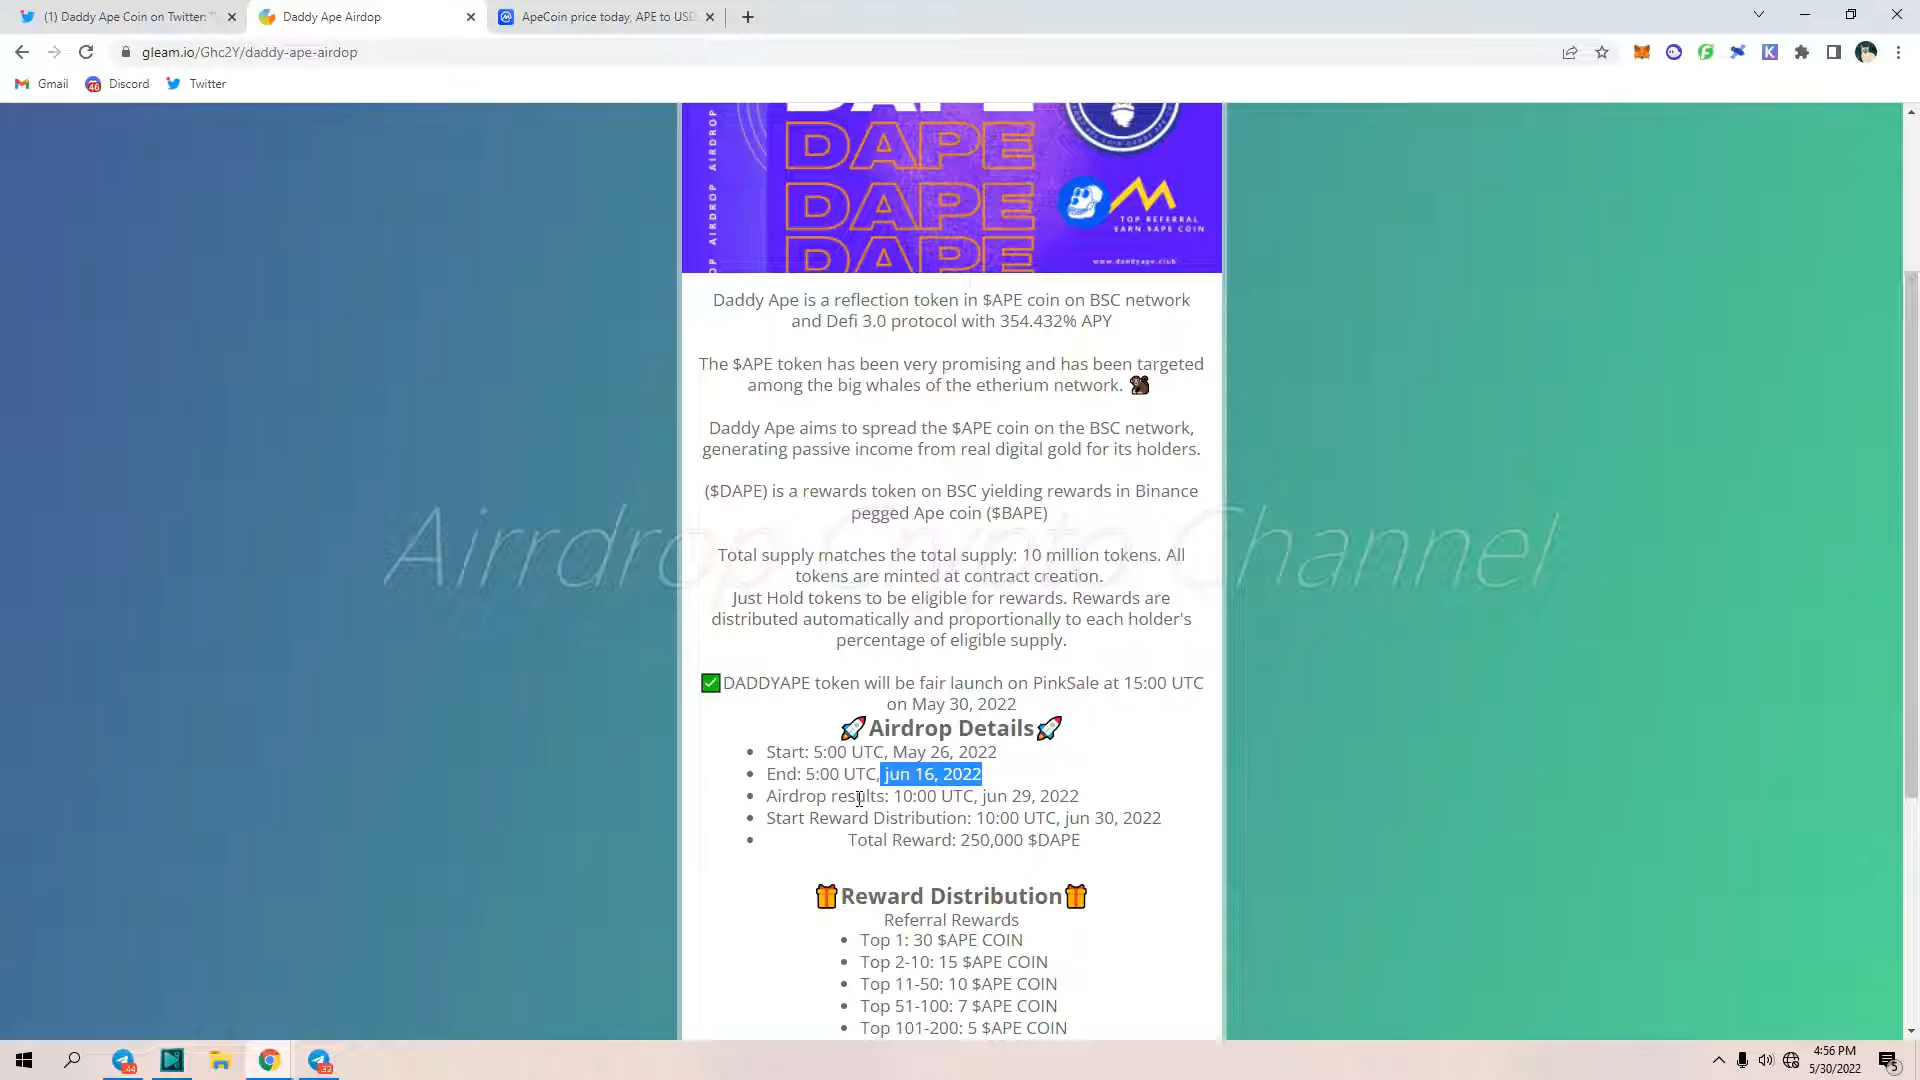 (1) Daddy Ape Coin on Twitter: "
Daddy Ape Airdop
ApeCoin price today, APE to USD
gleam.io/Ghc2Y/daddy-ape-airdop
Gmail
46
Discord
Twitter
AIRDROP AIRDROP
DAPE
DAPE
DAPE
DAPE
TOP REFERRAL
EARN $APE COIN
www.daddyape.club
Daddy Ape is a reflection token in $APE coin on BSC network
and Defi 3.0 protocol with 354.432% APY
The $APE token has been very promising and has been targeted
among the big whales of the etherium network. 🐒
Daddy Ape aims to spread the $APE coin on the BSC network,
generating passive income from real digital gold for its holders.
($DAPE) is a rewards token on BSC yielding rewards in Binance
pegged Ape coin ($BAPE)
Airrdrop Crypto Channel
Total supply matches the total supply: 10 million tokens. All
tokens are minted at contract creation.
Just Hold tokens to be eligible for rewards. Rewards are
distributed automatically and proportionally to each holder's
percentage of eligible supply.
✅DADDYAPE token will be fair launch on PinkSale at 15:00 UTC
on May 30, 2022
🚀Airdrop Details🚀
• Start: 5:00 UTC, May 26, 2022
• End: 5:00 UTC, jun 16, 2022
• Airdrop results: 10:00 UTC, jun 29, 2022
• Start Reward Distribution: 10:00 UTC, jun 30, 2022
• Total Reward: 250,000 $DAPE
🎁Reward Distribution🎁
Referral Rewards
• Top 1: 30 $APE COIN
• Top 2-10: 15 $APE COIN
• Top 11-50: 10 $APE COIN
• Top 51-100: 7 $APE COIN
• Top 101-200: 5 $APE COIN
44
32
4:56 PM
5/30/2022
5